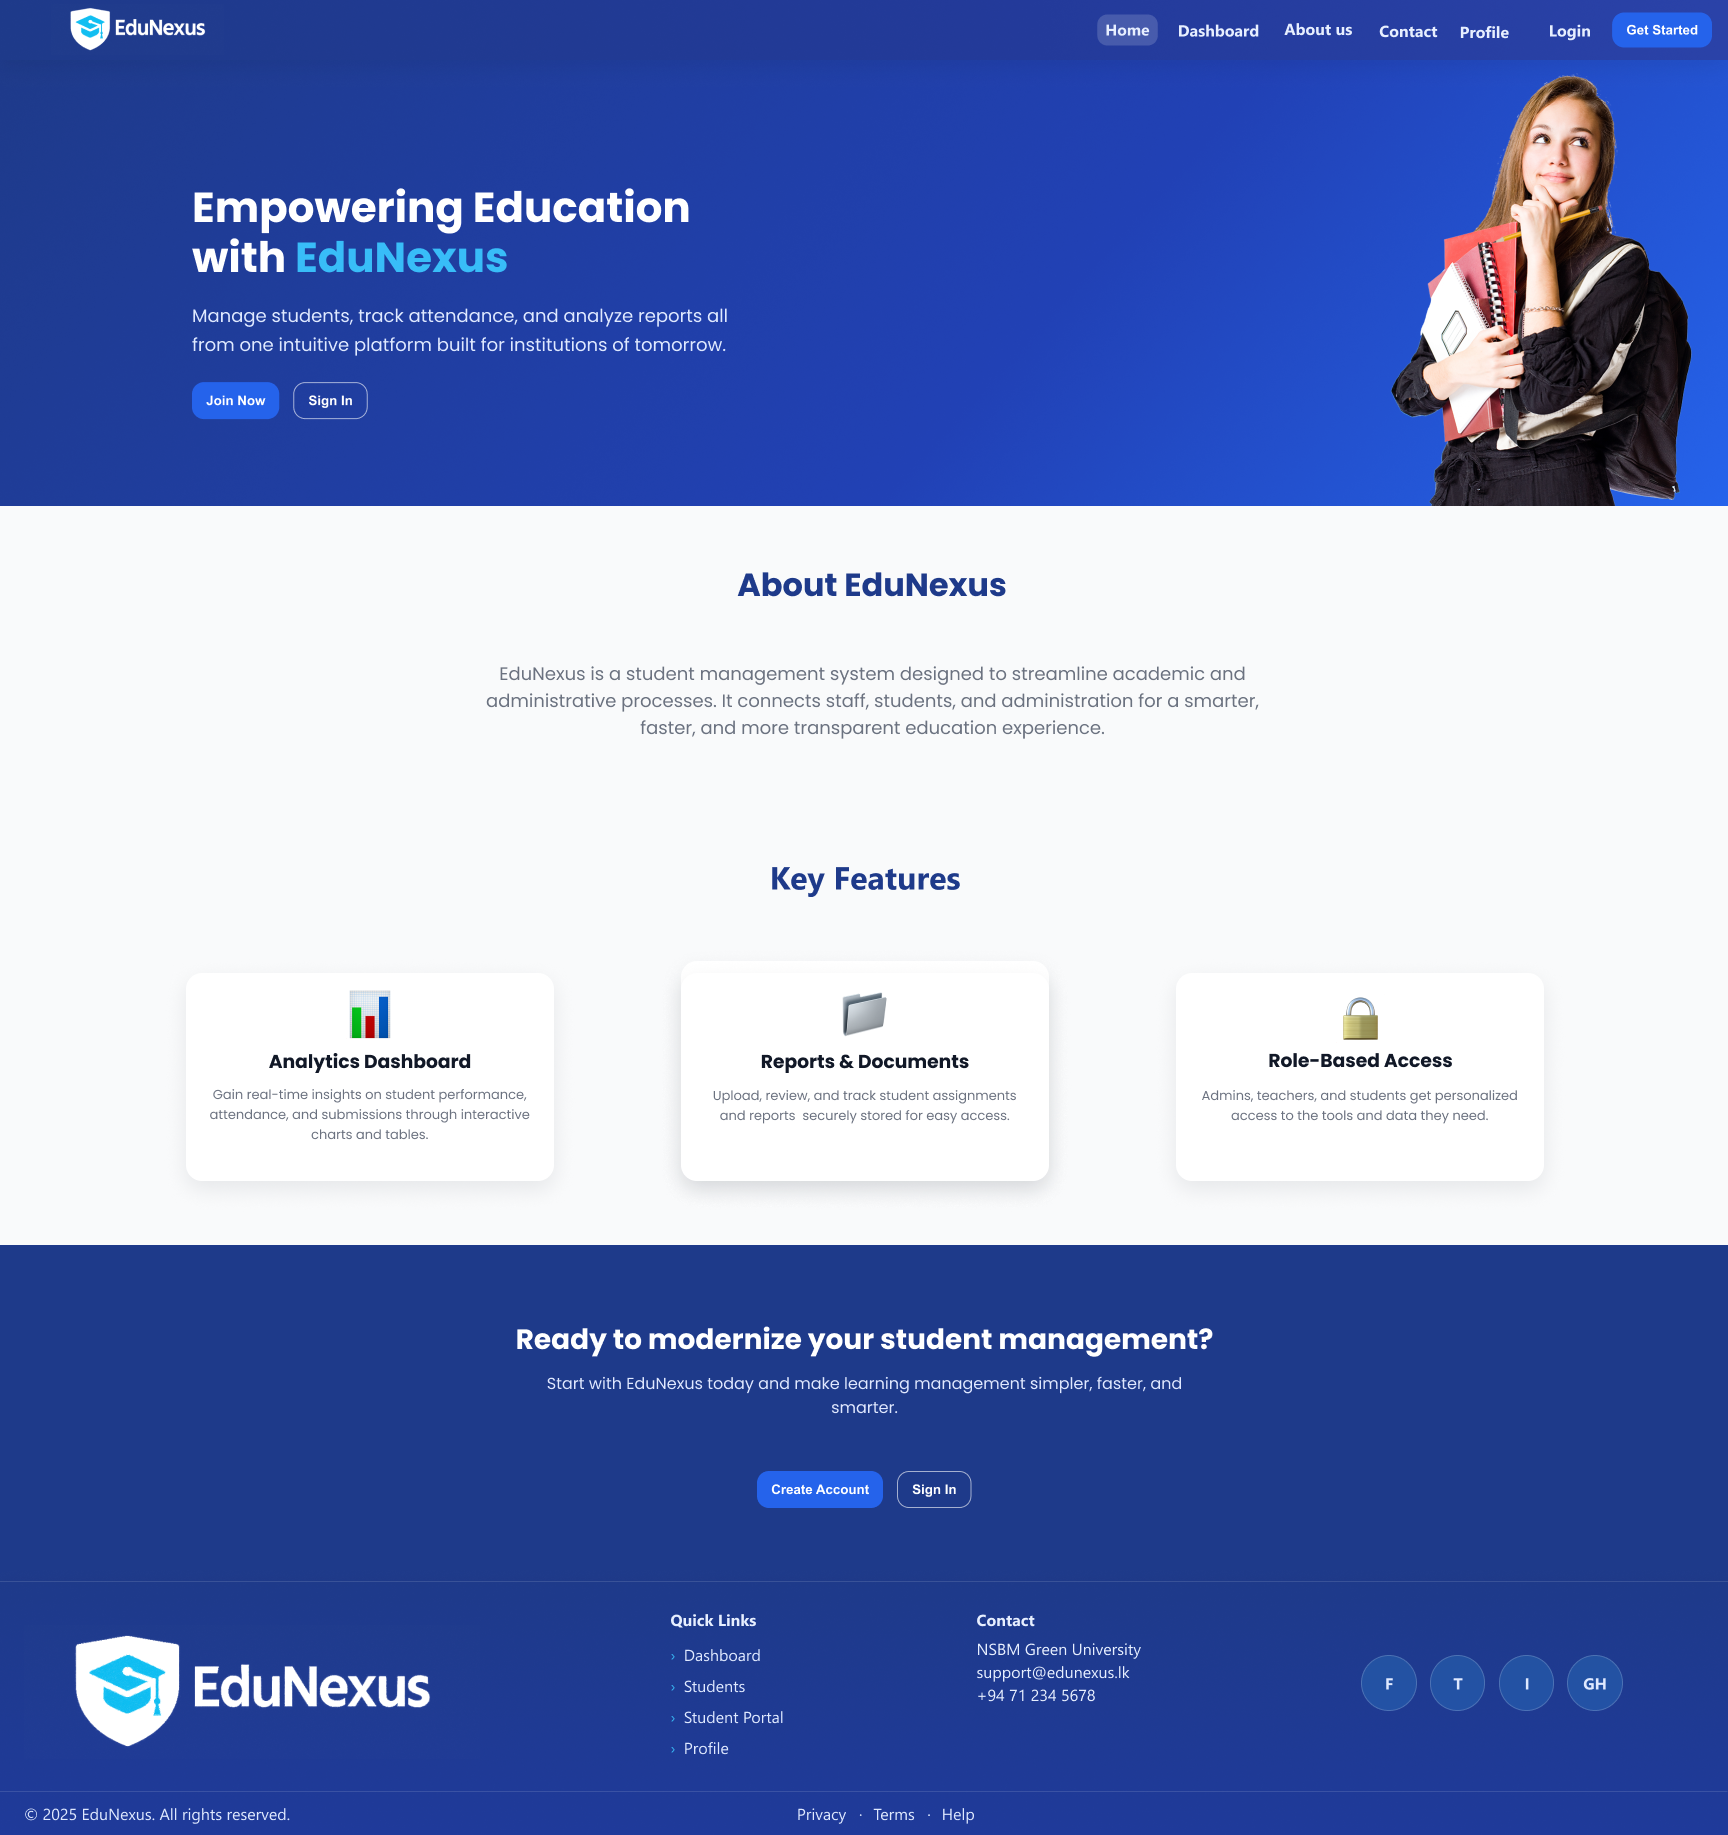 EduNexus
Home Dashboard About us Contact Profile Login Get Started
Empowering Education
with EduNexus
Manage students, track attendance, and analyze reports all
from one intuitive platform built for institutions of tomorrow.
Join Now Sign In
About EduNexus
EduNexus is a student management system designed to streamline academic and
administrative processes. It connects staff, students, and administration for a smarter,
faster, and more transparent education experience.
Key Features
Analytics Dashboard
Gain real-time insights on student performance,
attendance, and submissions through interactive
charts and tables.
Reports & Documents
Upload, review, and track student assignments
and reports  securely stored for easy access.
Role-Based Access
Admins, teachers, and students get personalized
access to the tools and data they need.
Ready to modernize your student management?
Start with EduNexus today and make learning management simpler, faster, and
smarter.
Create Account Sign In
EduNexus
Quick Links
› Dashboard
› Students
› Student Portal
› Profile
Contact
NSBM Green University
support@edunexus.lk
+94 71 234 5678
F T I GH
© 2025 EduNexus. All rights reserved.
Privacy · Terms · Help